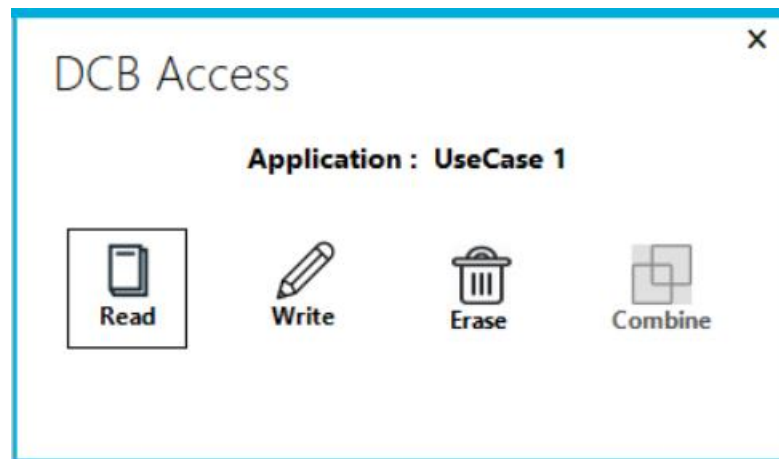 DCB Access
Application : UseCase 1
Read Write Erase Combine